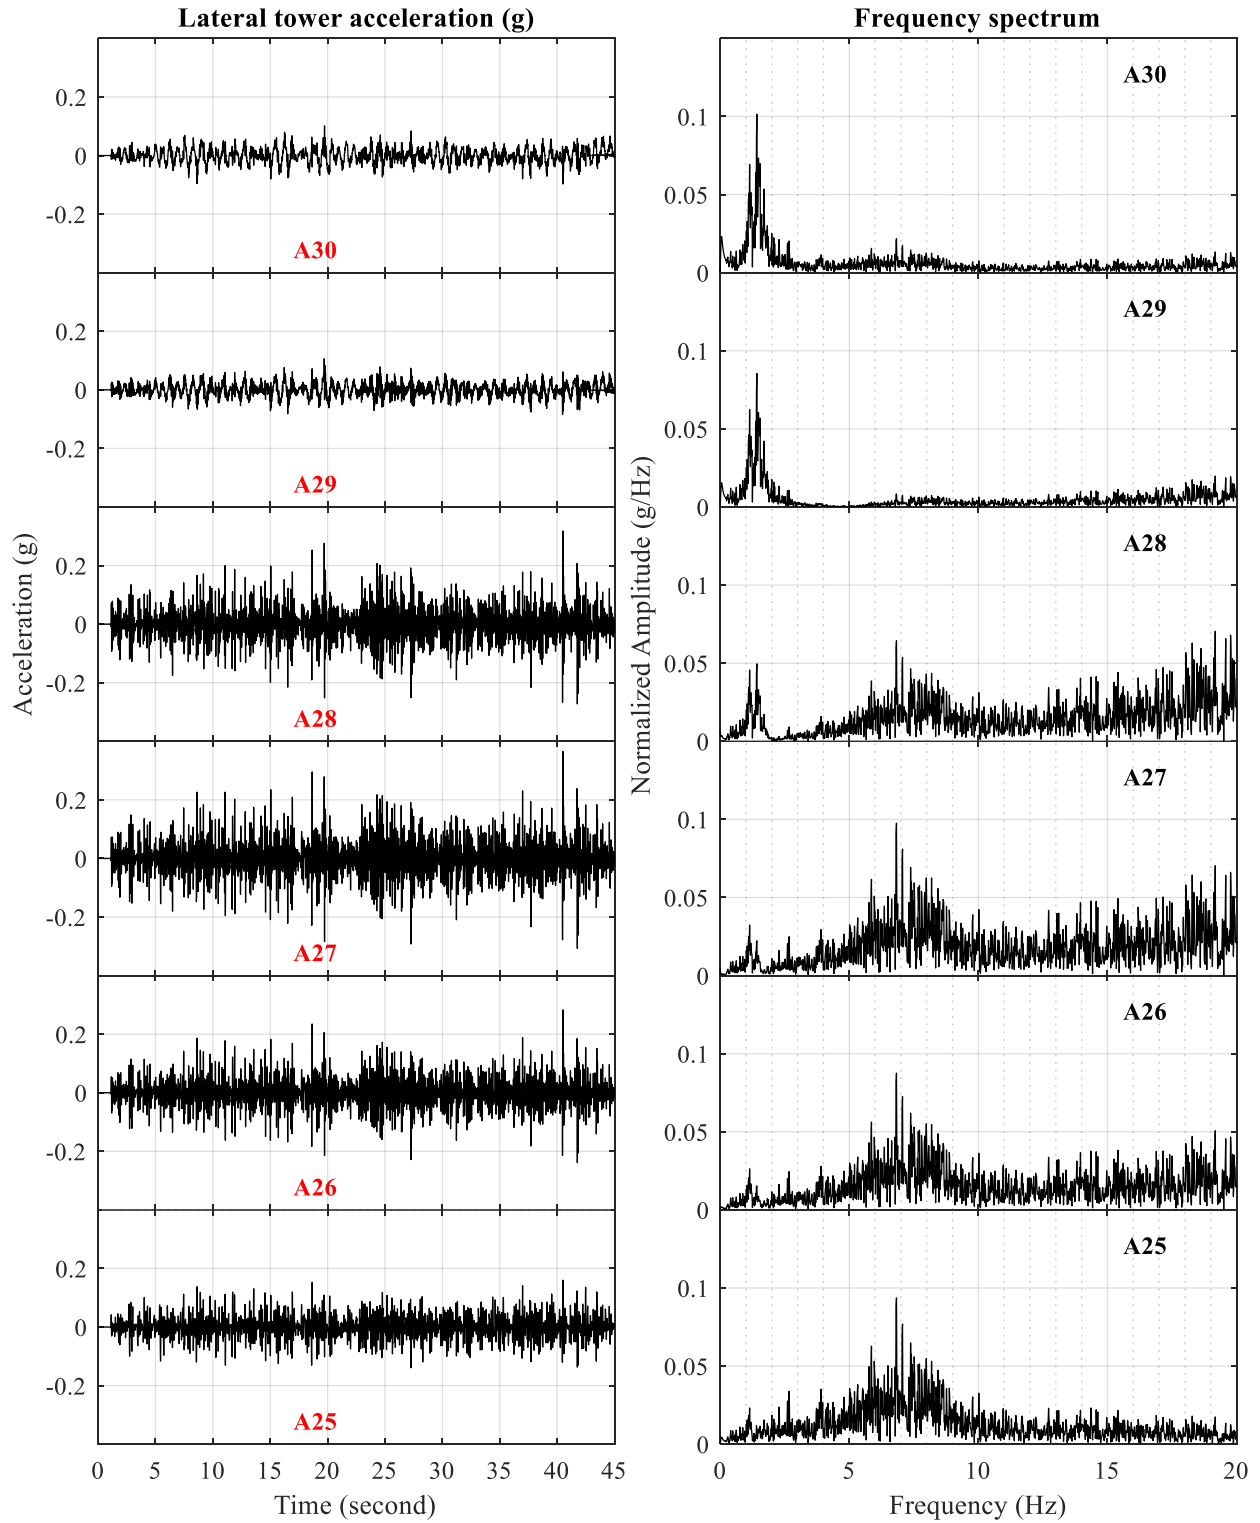 Lateral tower acceleration (g)
Frequency spectrum
0.2
0
-0.2
A30
0.1
0.05
0
A30
0.2
0
-0.2
A29
0.1
0.05
0
A29
0.2
0
-0.2
A28
0.1
0.05
0
A28
0.2
0
-0.2
A27
0.1
0.05
0
A27
0.2
0
-0.2
A26
0.1
0.05
0
A26
0.2
0
-0.2
A25
0.1
0.05
0
A25
Acceleration (g)
Normalized Amplitude (g/Hz)
0 5 10 15 20 25 30 35 40 45
0 5 10 15 20
Time (second)
Frequency (Hz)